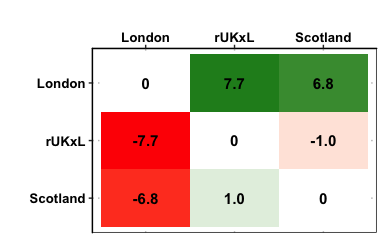 London rUKxL Scotland
London 0 7.7 6.8
rUKxL -7.7 0 -1.0
Scotland -6.8 1.0 0